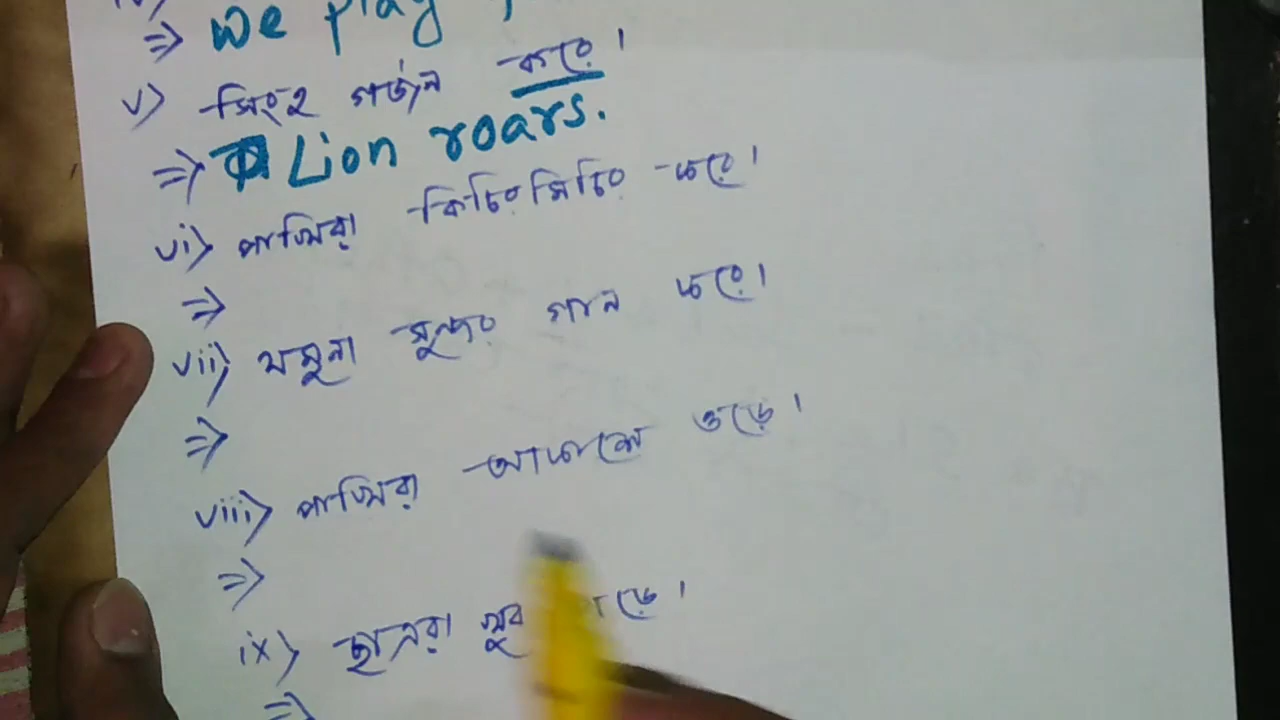 ⇒ We play
v) সিংহ গর্জন করে।
⇒ Lion roars.
vi) পাখিরা কিচিরমিচির করে।
⇒
vii) যমুনা সুন্দর গান করে।
⇒
viii) পাখিরা আকাশে ওড়ে।
⇒
ix) ছাত্ররা খুব
⇒